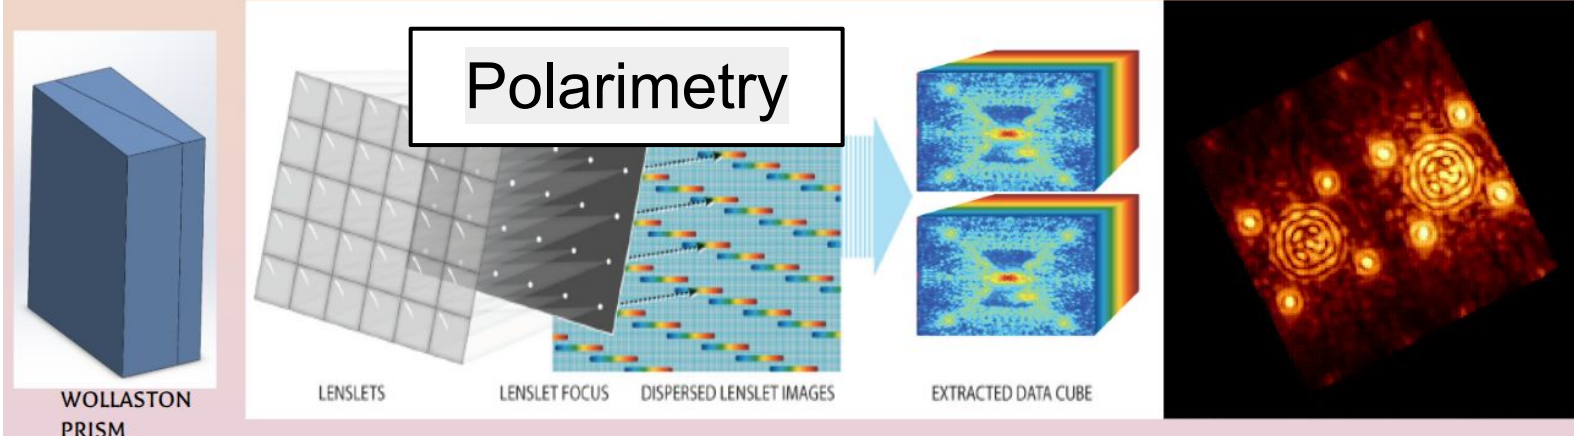 Polarimetry
LENSLETS
LENSLET FOCUS
DISPERSED LENSLET IMAGES
EXTRACTED DATA CUBE
WOLLASTON
PRISM